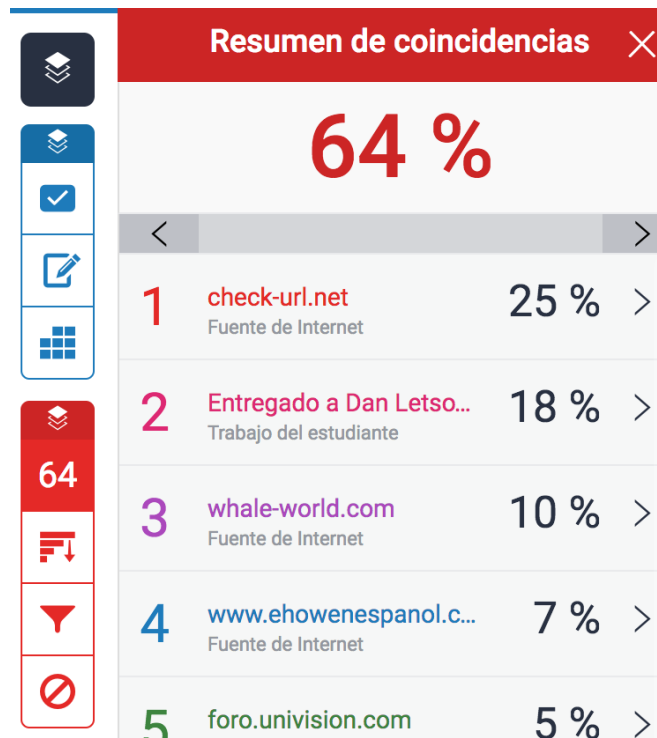 Resumen de coincidencias
64 %
1 check-url.net 25 %
Fuente de Internet
2 Entregado a Dan Letso... 18 %
Trabajo del estudiante
64
3 whale-world.com 10 %
Fuente de Internet
4 www.ehowenespanol.c... 7 %
Fuente de Internet
5 foro.univision.com 5 %